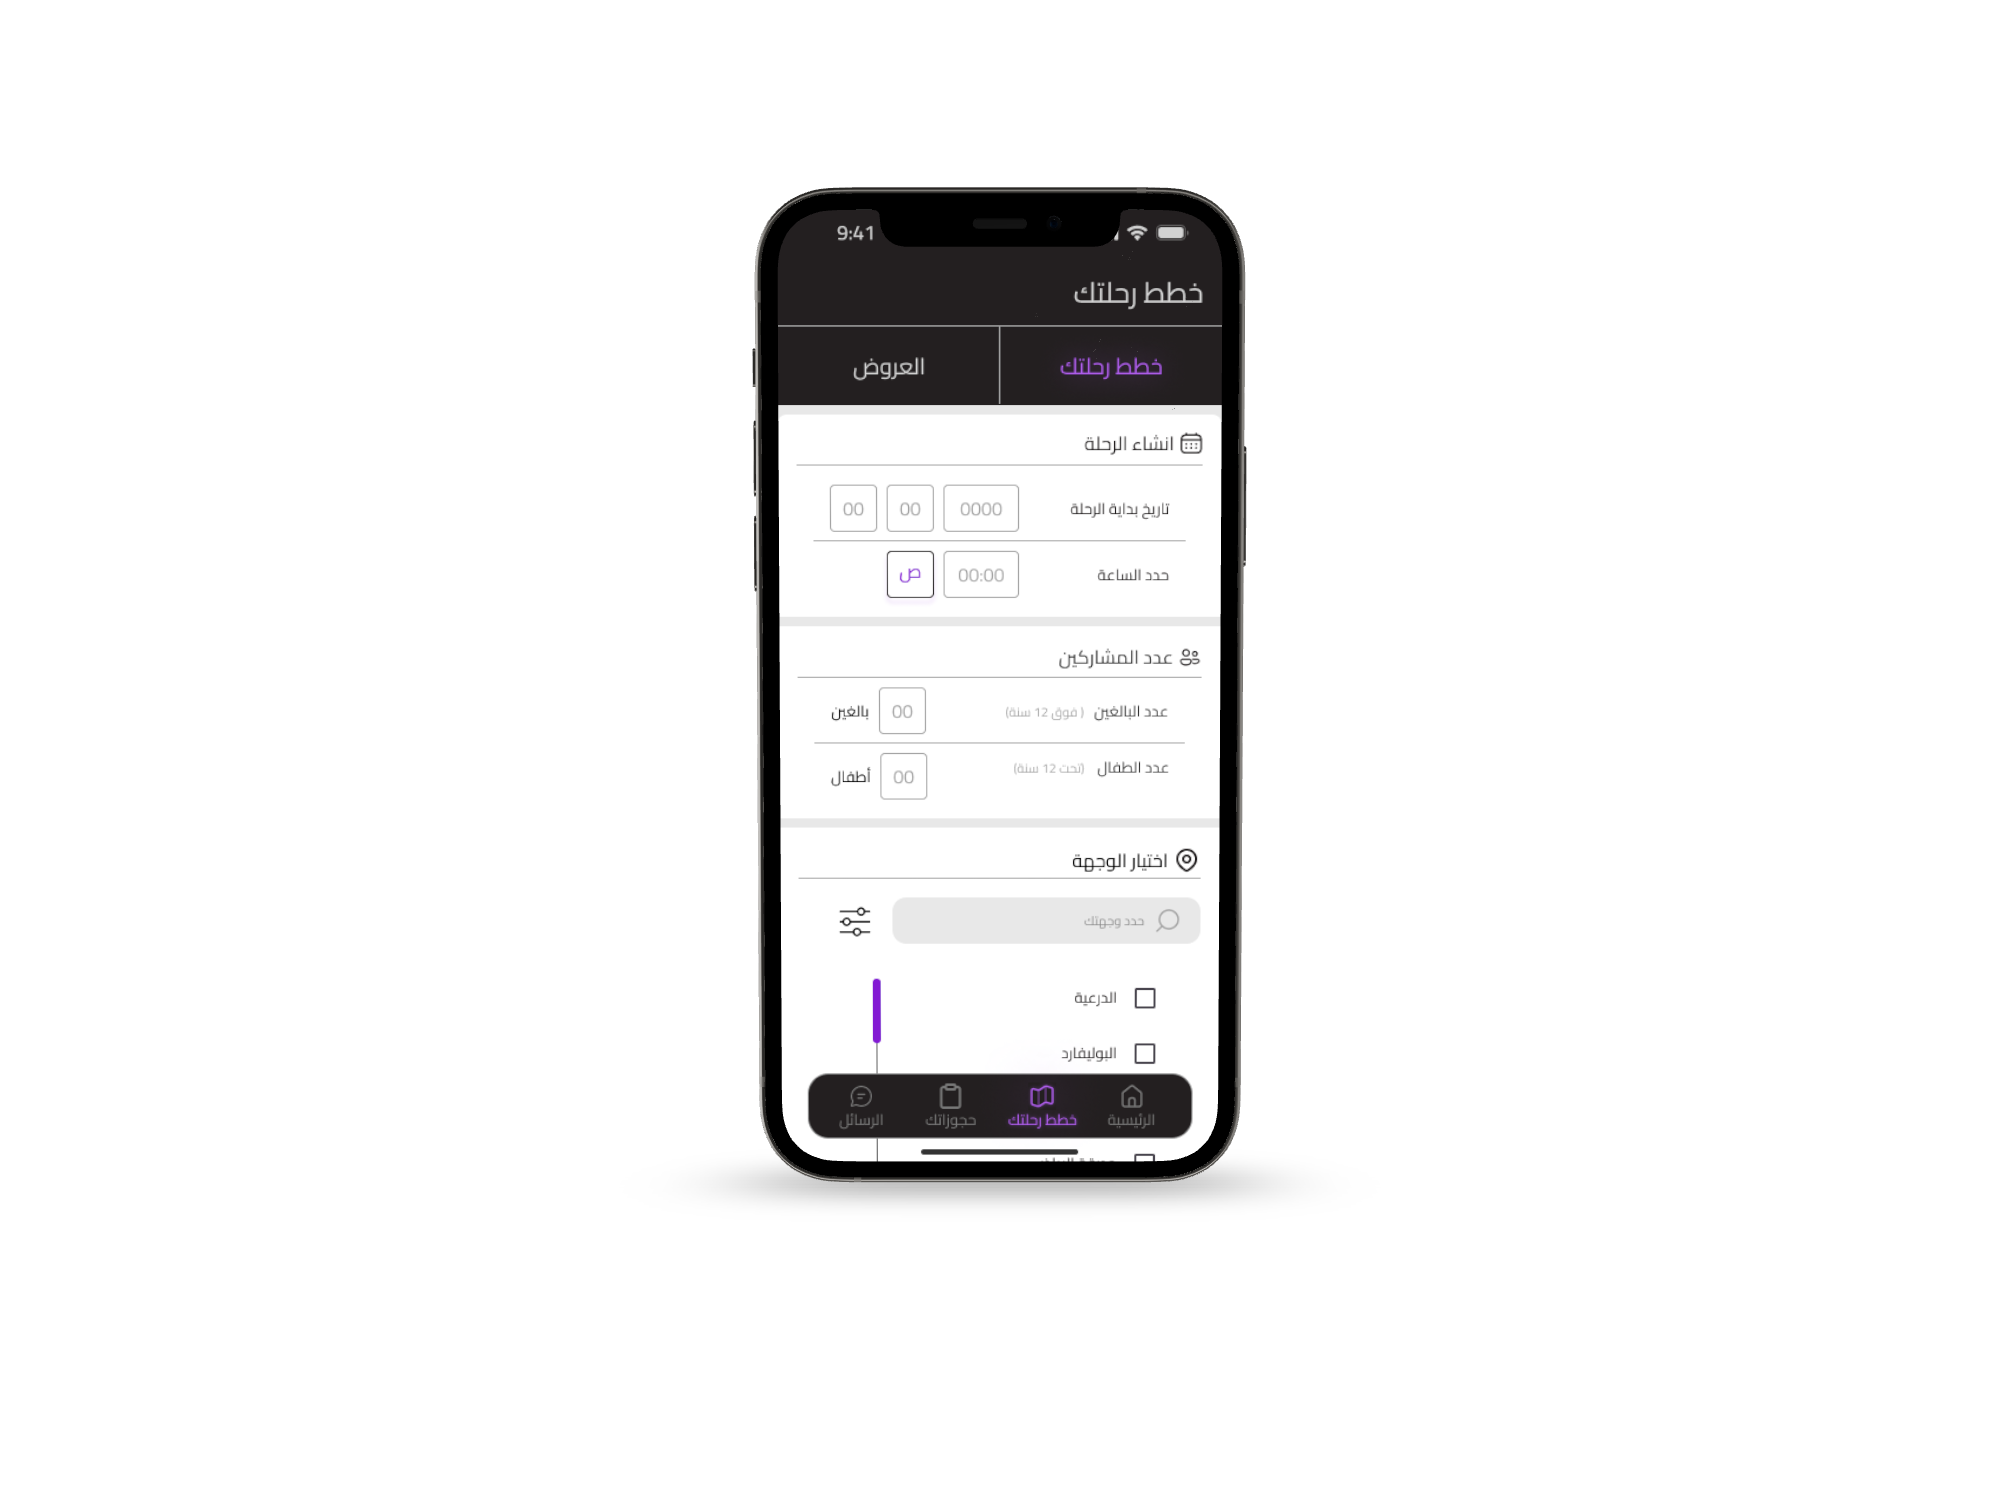 9:41
خطط رحلتك
خطط رحلتك العروض
انشاء الرحلة
تاريخ بداية الرحلة 0000 00 00
حدد الساعة 00:00 ص
عدد المشاركين
عدد البالغين ( فوق 12 سنة) 00 بالغين
عدد الطفال (تحت 12 سنة) 00 أطفال
اختيار الوجهة
حدد وجهتك
الدرعية
البوليفارد
الرئيسية خطط رحلتك حجوزاتك الرسائل